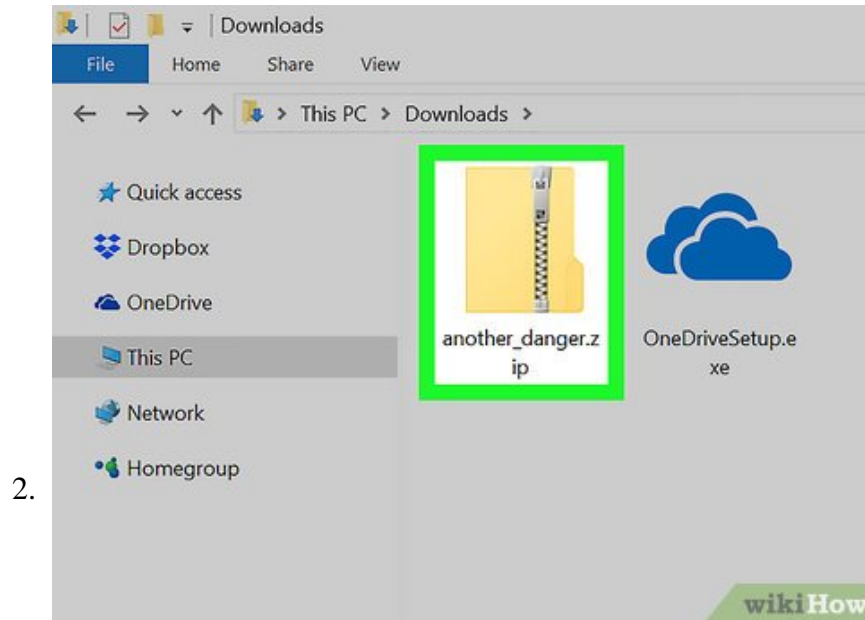 Downloads
File Home Share View
This PC > Downloads >
Quick access
Dropbox
OneDrive
This PC
Network
Homegroup
another_danger.z
ip
OneDriveSetup.e
xe
2.
wikiHow